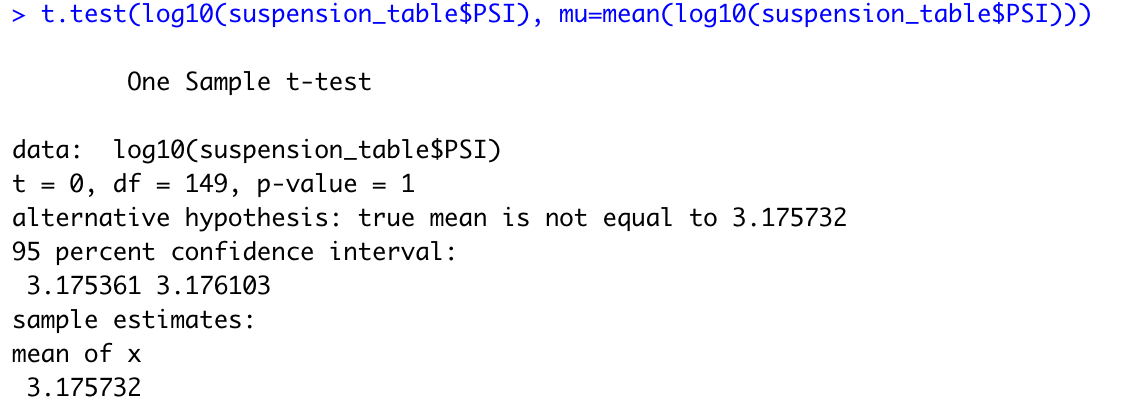 > t.test(log10(suspension_table$PSI), mu=mean(log10(suspension_table$PSI)))
One Sample t-test
data:  log10(suspension_table$PSI)
t = 0, df = 149, p-value = 1
alternative hypothesis: true mean is not equal to 3.175732
95 percent confidence interval:
 3.175361 3.176103
sample estimates:
mean of x
 3.175732